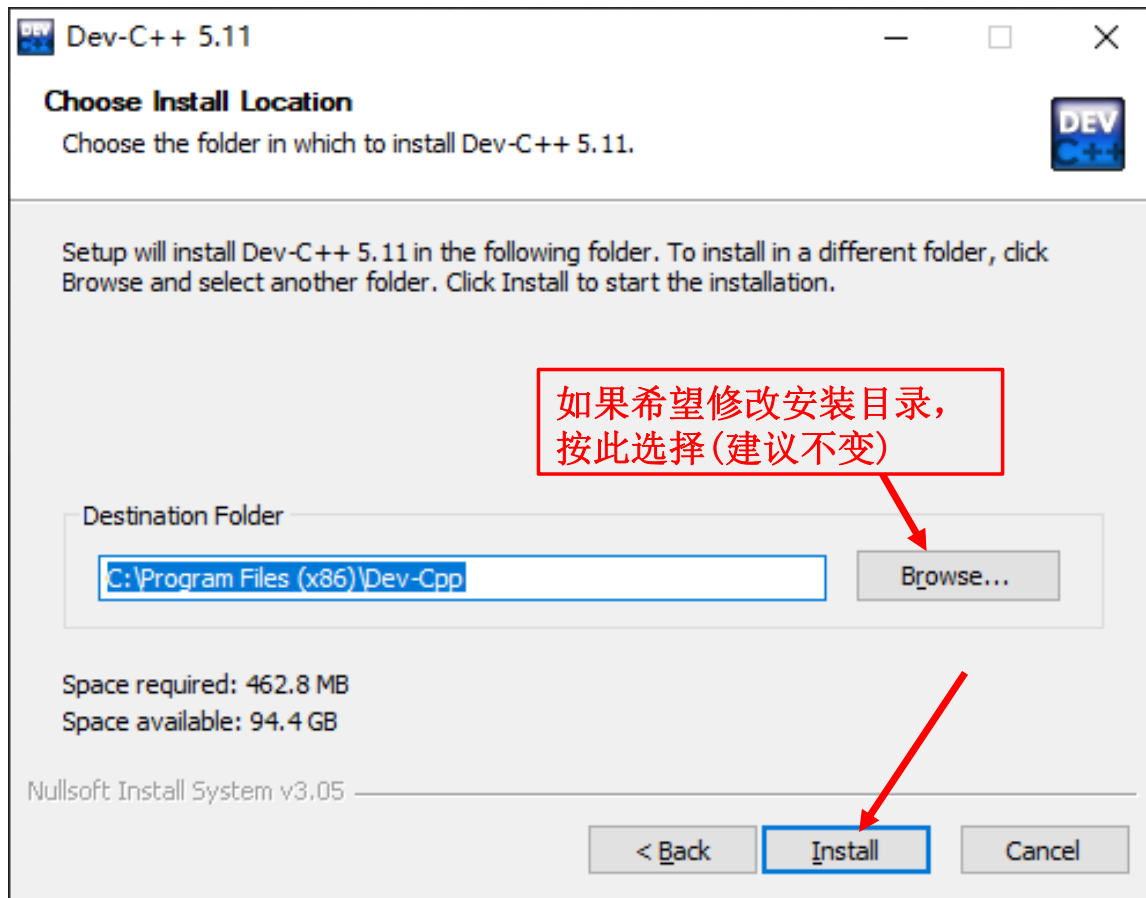 Dev-C++ 5.11
Choose Install Location
Choose the folder in which to install Dev-C++ 5.11.
DEV
C++
Setup will install Dev-C++ 5.11 in the following folder. To install in a different folder, click
Browse and select another folder. Click Install to start the installation.
如果希望修改安装目录，
按此选择(建议不变)
Destination Folder
C:\Program Files (x86)\Dev-Cpp
Browse...
Space required: 462.8 MB
Space available: 94.4 GB
Nullsoft Install System v3.05
< Back
Install
Cancel